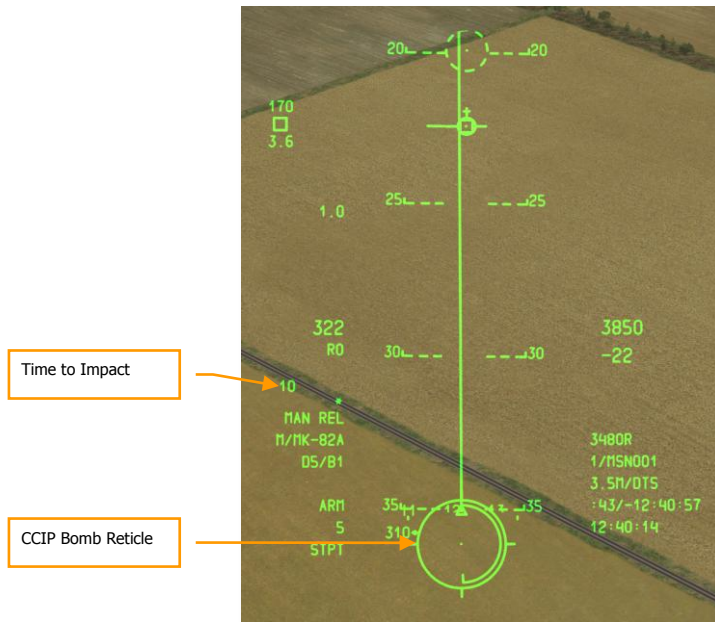 20 20
170
3.6
1.0
25 25
322
R0
3850
-22
30 30
Time to Impact
10
MAN REL
M/MK-82A
D5/B1
3480R
1/MSN001
3.5M/DTS
:43/-12:40:57
12:40:14
ARM
5
STPT
35 35
310
CCIP Bomb Reticle